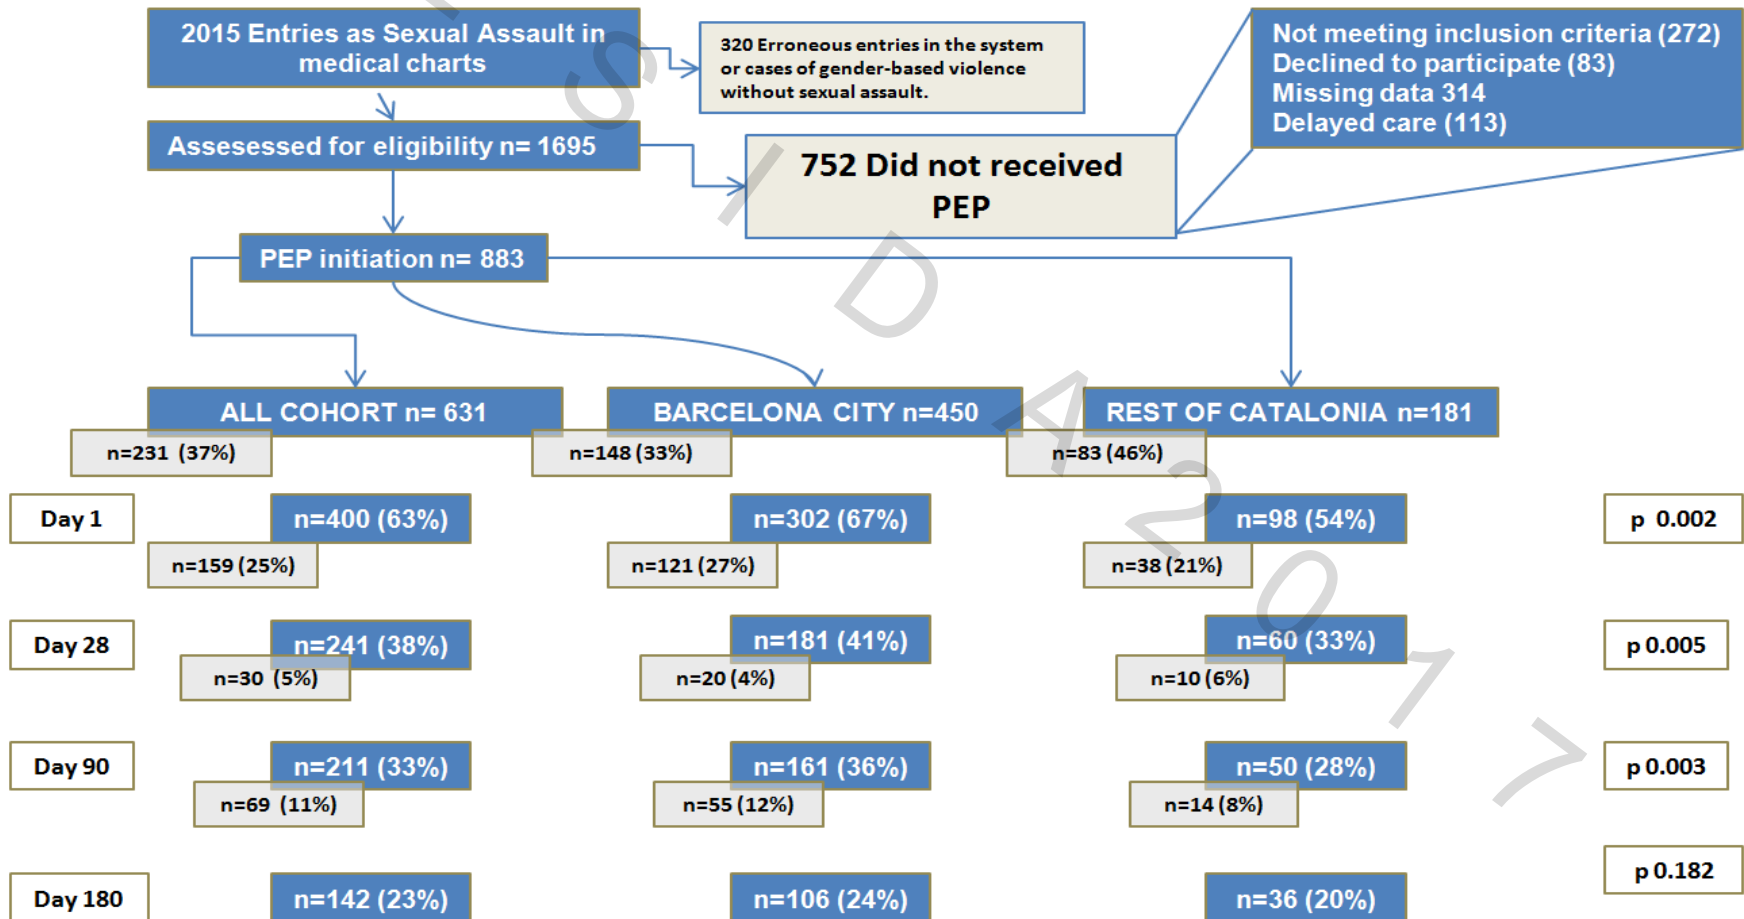 2015 Entries as Sexual Assault in
medical charts
320 Erroneous entries in the system
or cases of gender-based violence
without sexual assault.
Not meeting inclusion criteria (272)
Declined to participate (83)
Missing data 314
Delayed care (113)
Assesessed for eligibility n= 1695
752 Did not received
PEP
PEP initiation n= 883
ALL COHORT n= 631
BARCELONA CITY n=450
REST OF CATALONIA n=181
n=231 (37%)
n=148 (33%)
n=83 (46%)
Day 1
n=400 (63%)
n=302 (67%)
n=98 (54%)
p 0.002
n=159 (25%)
n=121 (27%)
n=38 (21%)
Day 28
n=241 (38%)
n=181 (41%)
n=60 (33%)
p 0.005
n=30 (5%)
n=20 (4%)
n=10 (6%)
Day 90
n=211 (33%)
n=161 (36%)
n=50 (28%)
p 0.003
n=69 (11%)
n=55 (12%)
n=14 (8%)
Day 180
n=142 (23%)
n=106 (24%)
n=36 (20%)
p 0.182
SIDA 2017